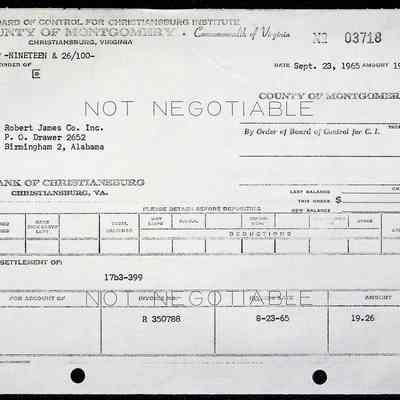 BOARD OF CONTROL FOR CHRISTIANSBURG INSTITUTE
COUNTY OF MONTGOMERY - Commonwealth of Virginia No 03718
CHRISTIANSBURG, VIRGINIA
-NINETEEN & 26/100-
ORDER OF DATE Sept. 23, 1965 AMOUNT
NOT NEGOTIABLE
COUNTY OF MONTGOMERY
Robert James Co. Inc.
P. O. Drawer 2652
Birmingham 2, Alabama
By Order of Board of Control for C. I.
BANK OF CHRISTIANSBURG
CHRISTIANSBURG, VA.
LAST BALANCE
THIS ORDER $
NEW BALANCE
PLEASE DETACH BEFORE DEPOSITING
DEDUCTIONS
SETTLEMENT OF:
17b3-399
FOR ACCOUNT OF INVOICE NO. AMOUNT
NOT NEGOTIABLE
R 350788 8-23-65 19.26